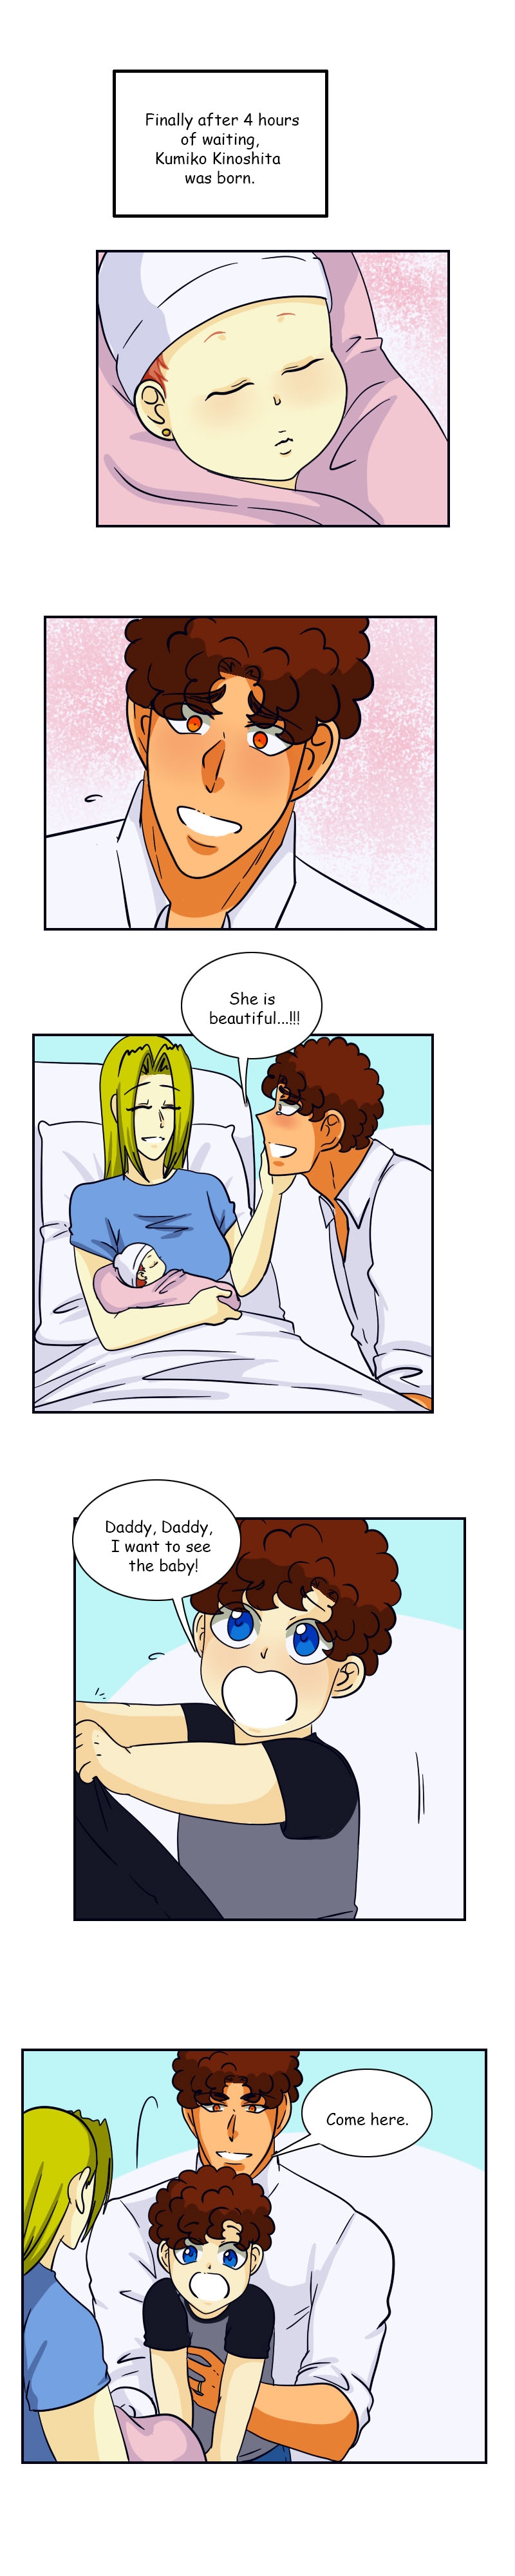 Finally after 4 hours
of waiting,
Kumiko Kinoshita
was born.
She is
beautiful...!!!
Daddy, Daddy,
I want to see
the baby!
Come here.